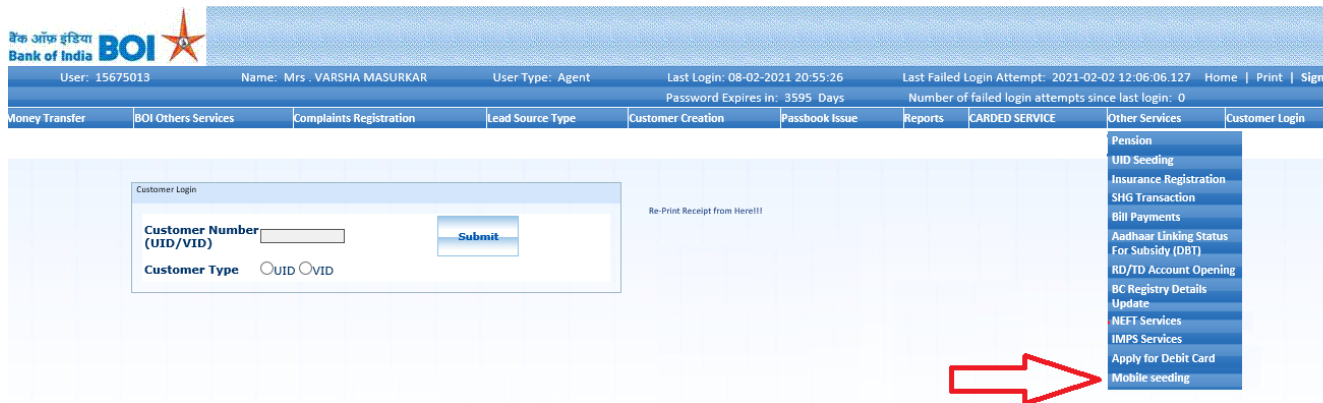 बैंक ऑफ़ इंडिया
Bank of India BOI
User: 15675013 Name: Mrs . VARSHA MASURKAR User Type: Agent Last Login: 08-02-2021 20:55:26 Last Failed Login Attempt: 2021-02-02 12:06:06.127 Home | Print | Sign
Password Expires in: 3595 Days Number of failed login attempts since last login: 0
Money Transfer BOI Others Services Complaints Registration Lead Source Type Customer Creation Passbook Issue Reports CARDED SERVICE Other Services Customer Login
Pension
UID Seeding
Insurance Registration
SHG Transaction
Bill Payments
Aadhaar Linking Status
For Subsidy (DBT)
RD/TD Account Opening
BC Registry Details
Update
NEFT Services
IMPS Services
Apply for Debit Card
Mobile seeding
Customer Login
Customer Number
(UID/VID)
Submit
Customer Type UID VID
Re-Print Receipt from Here!!!